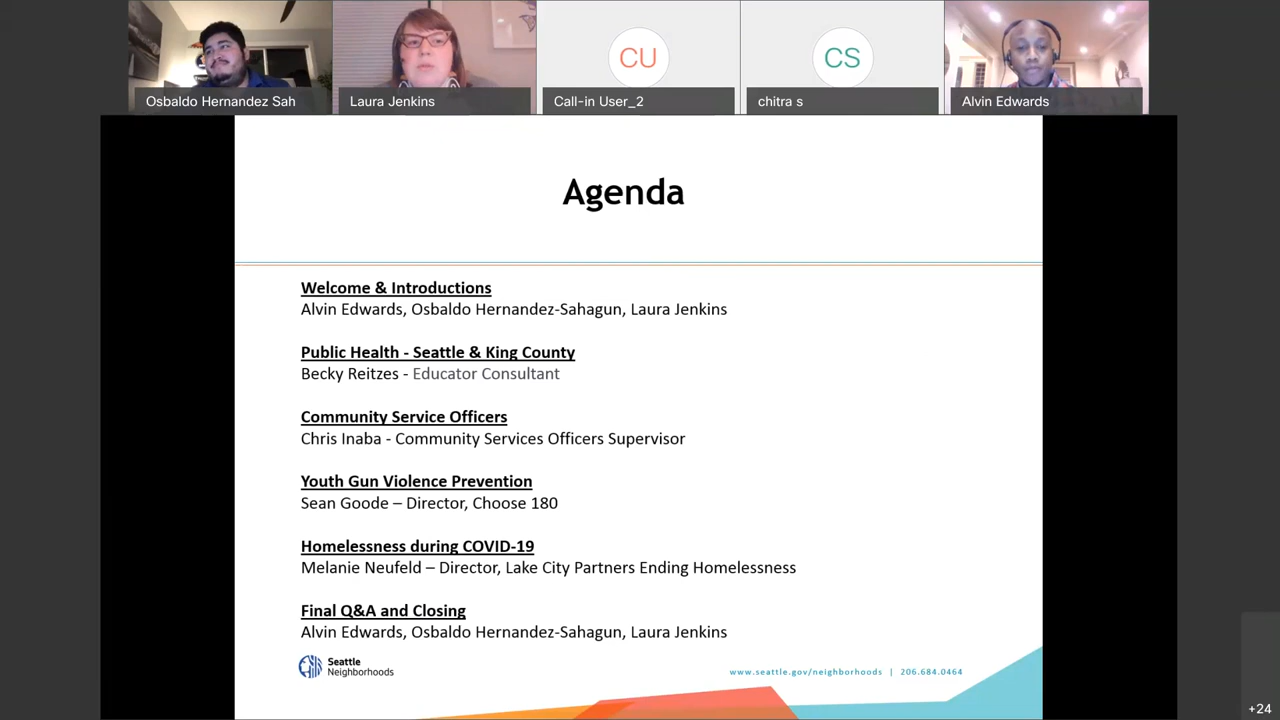 Osbaldo Hernandez Sah
Laura Jenkins
CU
Call-in User_2
CS
chitra s
Alvin Edwards
Agenda
Welcome & Introductions
Alvin Edwards, Osbaldo Hernandez-Sahagun, Laura Jenkins
Public Health - Seattle & King County
Becky Reitzes - Educator Consultant
Community Service Officers
Chris Inaba - Community Services Officers Supervisor
Youth Gun Violence Prevention
Sean Goode – Director, Choose 180
Homelessness during COVID-19
Melanie Neufeld – Director, Lake City Partners Ending Homelessness
Final Q&A and Closing
Alvin Edwards, Osbaldo Hernandez-Sahagun, Laura Jenkins
Seattle
Neighborhoods
www.seattle.gov/neighborhoods | 206.684.0464
+24